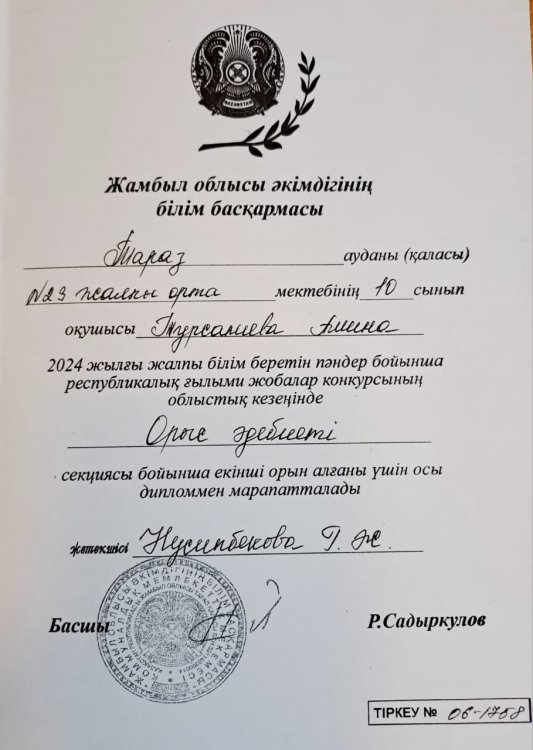 ҚАЗАҚСТАН
Жамбыл облысы әкімдігінің
білім басқармасы
Тараз ауданы (қаласы)
№23 жалпы орта мектебінің 10 сынып
оқушысы Турсалиева Амина
2024 жылғы жалпы білім беретін пәндер бойынша
республикалық ғылыми жобалар конкурсының
облыстық кезеңінде
Орыс әдебиеті
секциясы бойынша екінші орын алғаны үшін осы
дипломмен марапатталады
жетекшісі Нусипбекова Г. Ж.
Басшы Р.Садыркулов
ТІРКЕУ № 06-1758